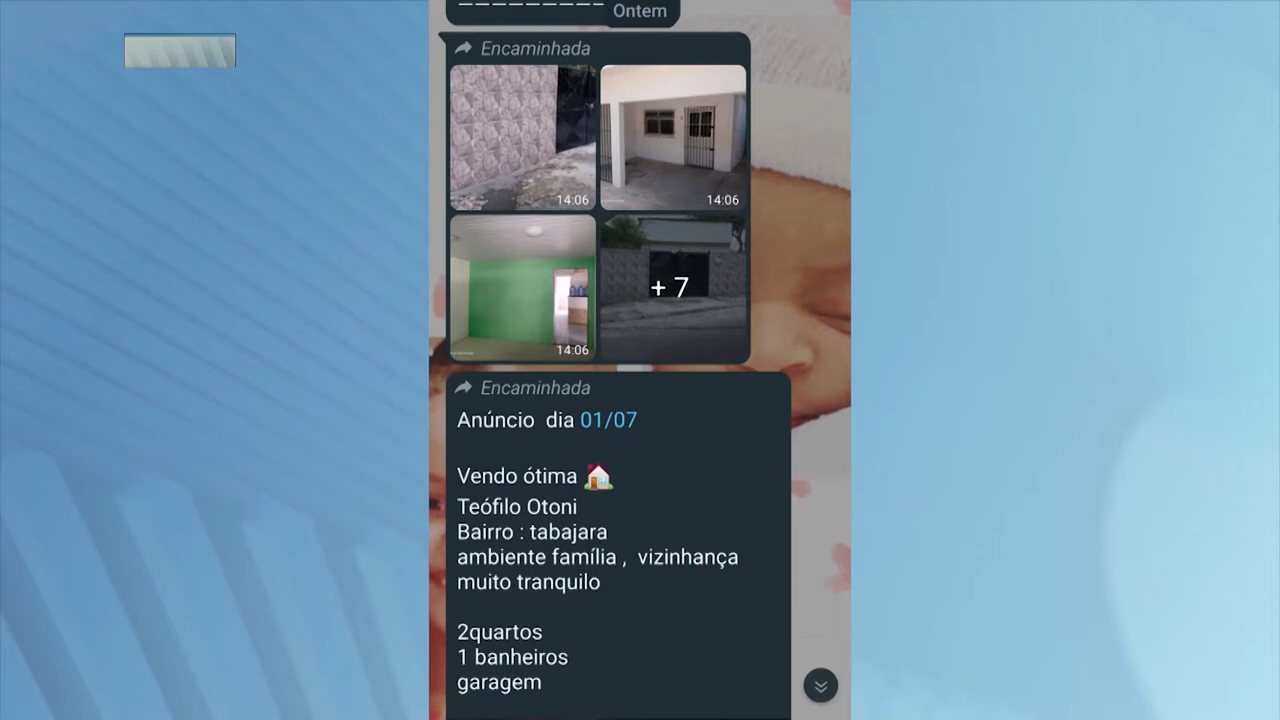 Ontem
Encaminhada
14:06
14:06
14:06
+ 7
Encaminhada
Anúncio dia 01/07
Vendo ótima
Teófilo Otoni
Bairro : tabajara
ambiente família , vizinhança
muito tranquilo
2quartos
1 banheiros
garagem